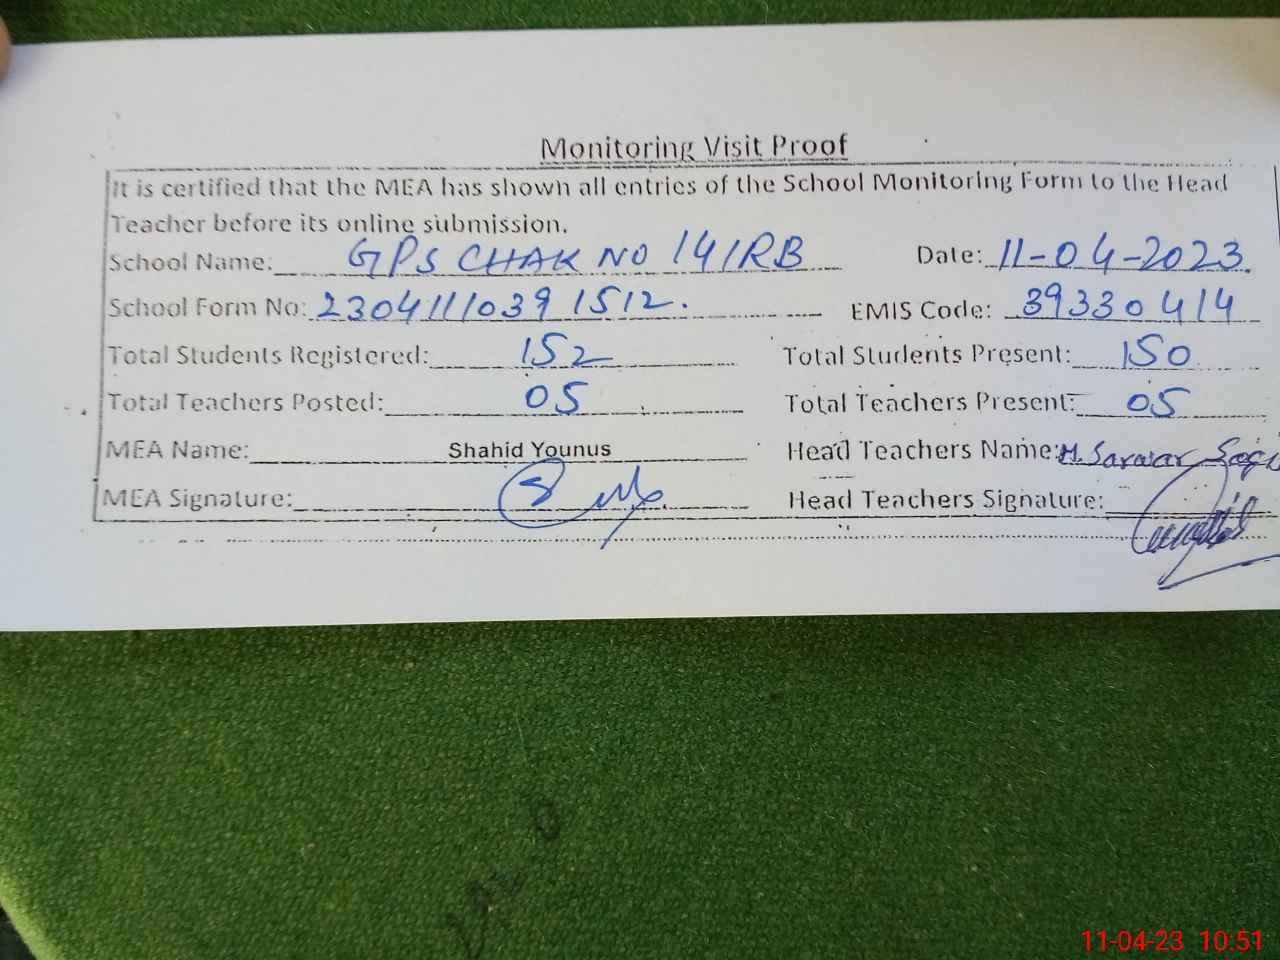 Monitoring Visit Proof
It is certified that the MEA has shown all entries of the School Monitoring Form to the Head
Teacher before its online submission.
School Name: GPS CHAK NO 141RB Date: 11-04-2023.
School Form No: 2304111039 1512. EMIS Code: 39330414
Total Students Registered: 152 Total Students Present: 150
Total Teachers Posted: 05 Total Teachers Present: 05
MEA Name: Shahid Younus Head Teachers Name: M. Sarwar
MEA Signature: Head Teachers Signature:
11-04-23 10:51